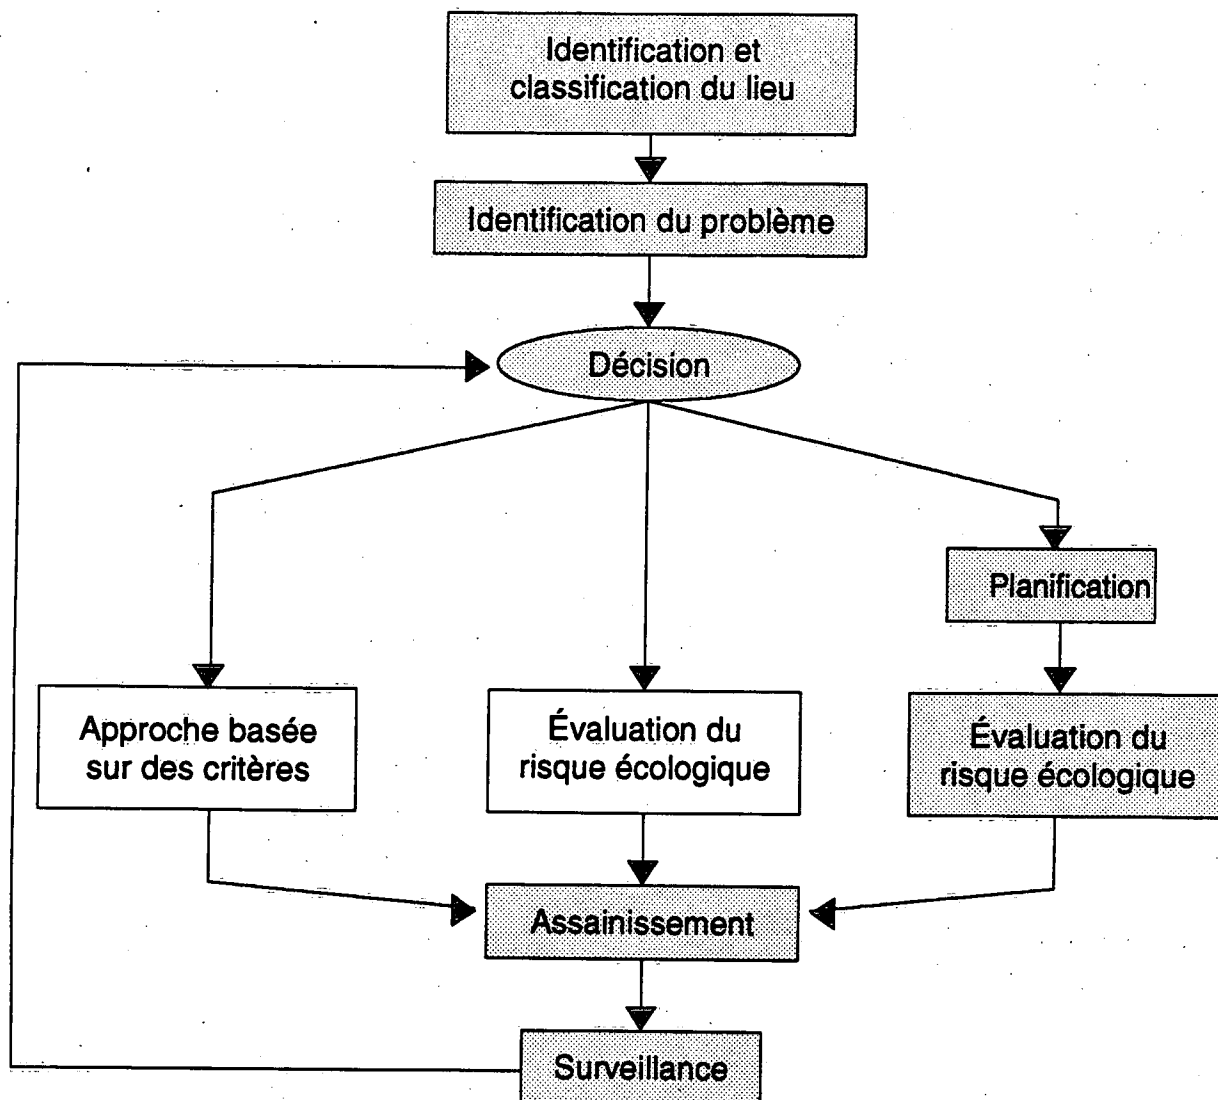 Identification et
classification du lieu
Identification du problème
Décision
Planification
Approche basée
sur des critères
Évaluation du
risque écologique
Évaluation du
risque écologique
Assainissement
Surveillance